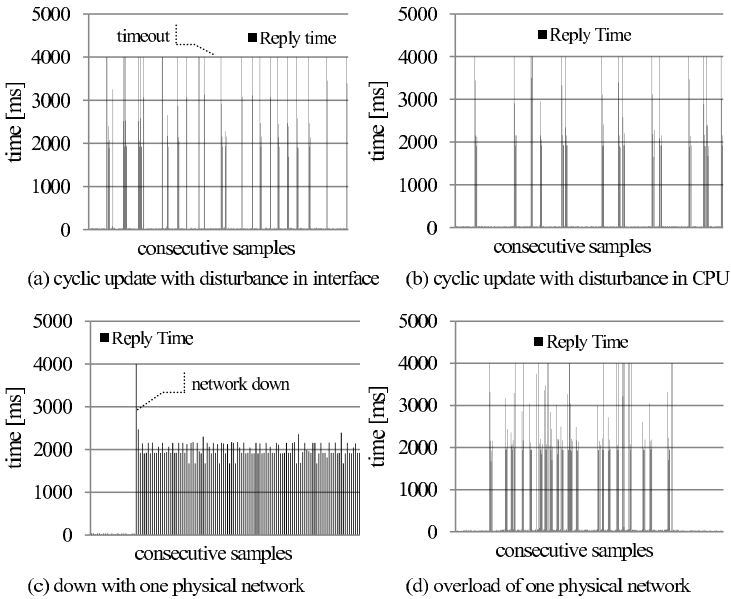 5000
4000
3000
2000
1000
0
time [ms]
timeout
Reply time
consecutive samples
(a) cyclic update with disturbance in interface
5000
4000
3000
2000
1000
0
time [ms]
Reply Time
consecutive samples
(b) cyclic update with disturbance in CPU
5000
4000
3000
2000
1000
0
time [ms]
Reply Time
network down
consecutive samples
(c) down with one physical network
5000
4000
3000
2000
1000
0
time [ms]
Reply Time
consecutive samples
(d) overload of one physical network